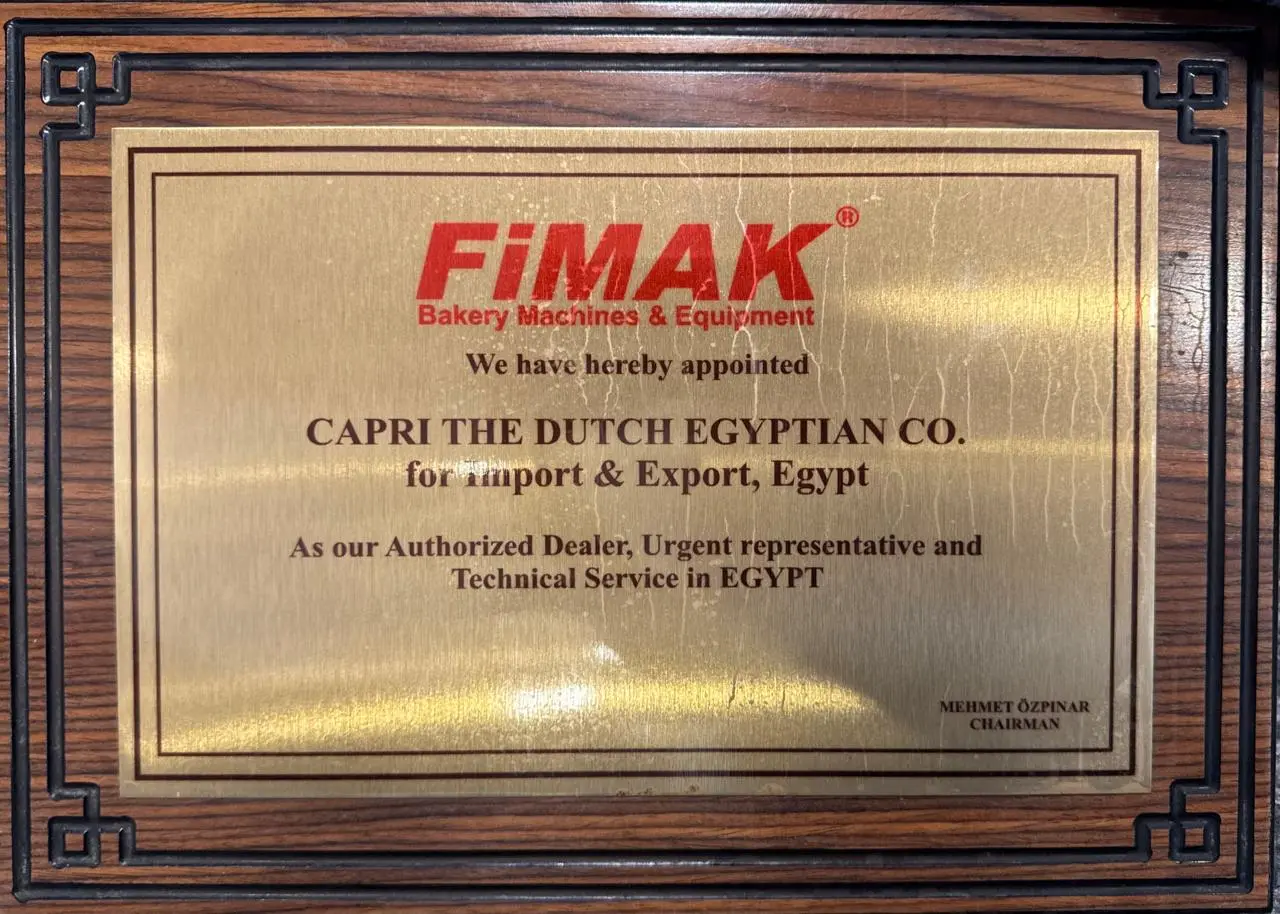 FiMAK®
Bakery Machines & Equipment
We have hereby appointed
CAPRI THE DUTCH EGYPTIAN CO.
for Import & Export, Egypt
As our Authorized Dealer, Urgent representative and
Technical Service in EGYPT
MEHMET ÖZPINAR
CHAIRMAN